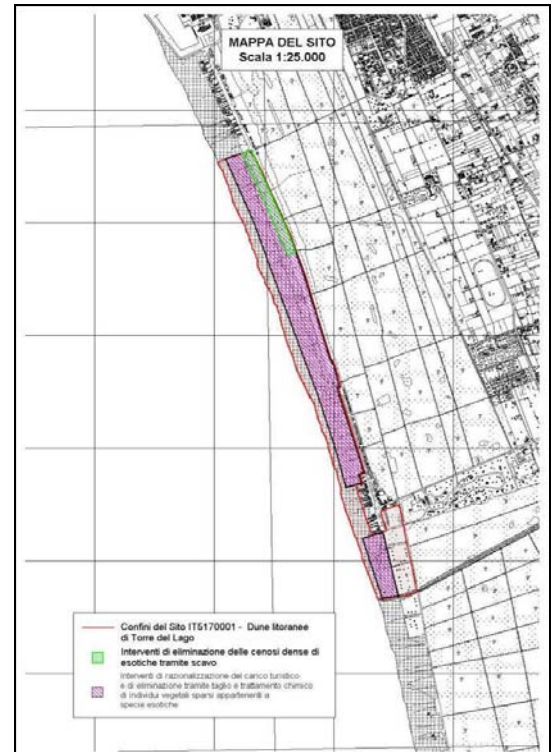 MAPPA DEL SITO
Scala 1:25.000
Confini del Sito IT5170001 - Dune litoranee
di Torre del Lago
Interventi di eliminazione delle cenosi dense di
esotiche tramite scavo
Interventi di razionalizzazione del carico turistico
e di eliminazione tramite taglio e trattamento chimico
di individui vegetali sparsi appartenenti a
specie esotiche